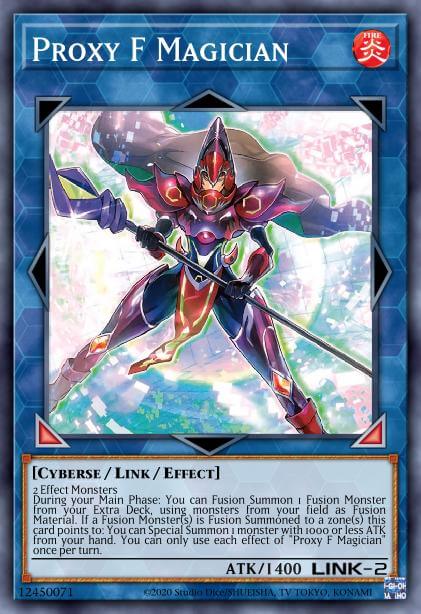 PROXY F MAGICIAN
FIRE
炎
[CYBERSE / LINK / EFFECT]
2 Effect Monsters
During your Main Phase: You can Fusion Summon 1 Fusion Monster
from your Extra Deck, using monsters from your field as Fusion
Material. If a Fusion Monster(s) is Fusion Summoned to a zone(s) this
card points to: You can Special Summon 1 monster with 1000 or less ATK
from your hand. You can only use each effect of "Proxy F Magician"
once per turn.
ATK/1400 LINK-2
12450071 ©2020 Studio Dice/SHUEISHA, TV TOKYO, KONAMI